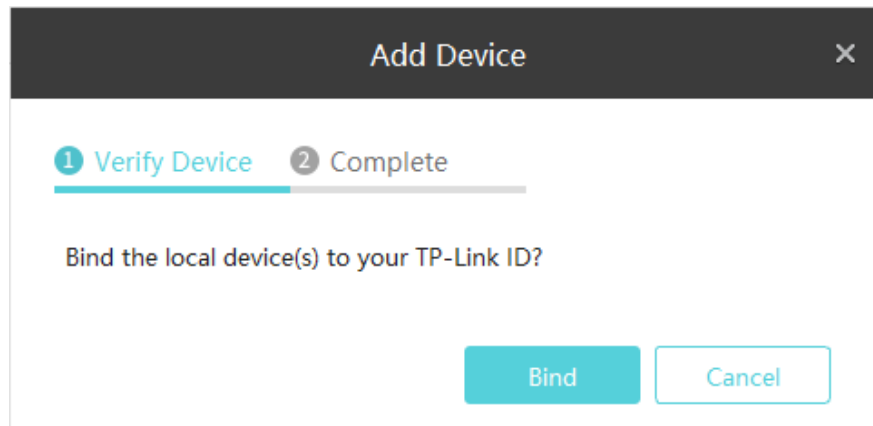 Add Device
1 Verify Device 2 Complete
Bind the local device(s) to your TP-Link ID?
Bind Cancel